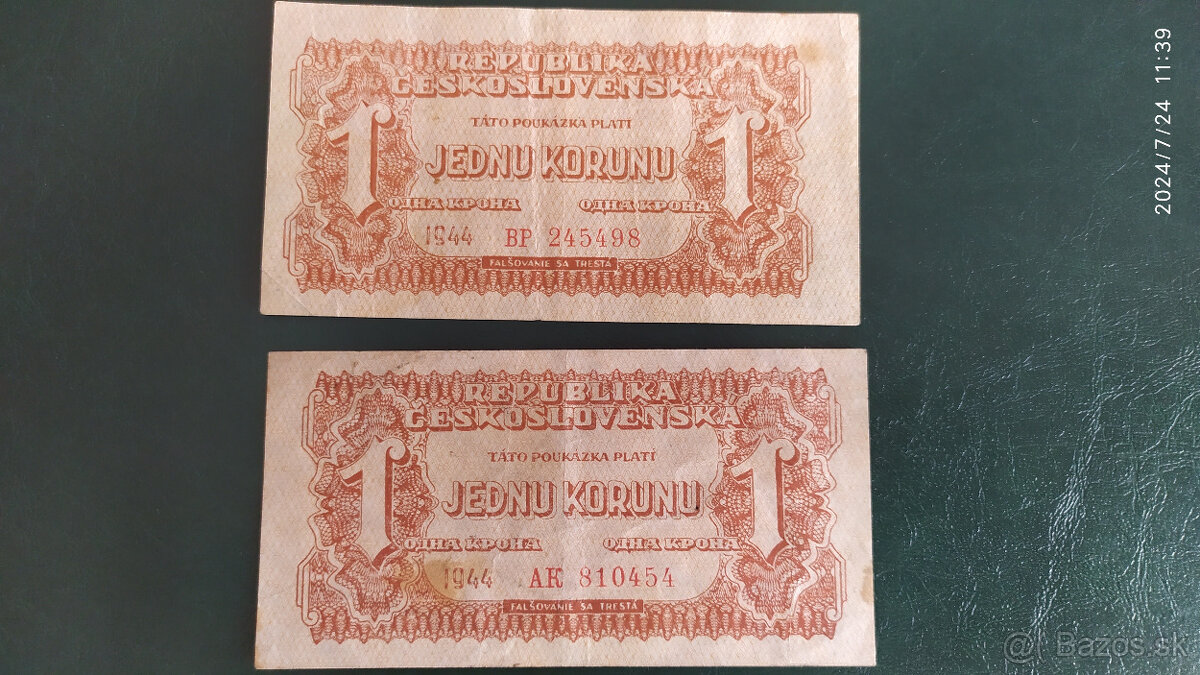 REPUBLIKA
ČESKOSLOVENSKÁ
TÁTO POUKÁZKA PLATÍ
JEDNU KORUNU
ОДНА КРОНА ОДНА КРОНА
1944 BP 245498
FALŠOVANIE SA TRESTÁ
1
1
REPUBLIKA
ČESKOSLOVENSKÁ
TÁTO POUKÁZKA PLATÍ
JEDNU KORUNU
ОДНА КРОНА ОДНА КРОНА
1944 AK 810454
FALŠOVANIE SA TRESTÁ
1
1
2024/7/24 11:39
@ Bazos.sk